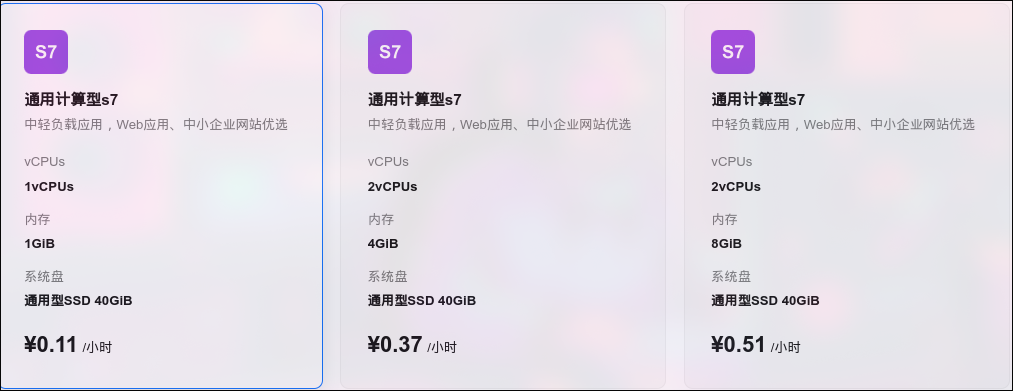 S7
通用计算型s7
中轻负载应用，Web应用、中小企业网站优选
vCPUs
1vCPUs
内存
1GiB
系统盘
通用型SSD 40GiB
¥0.11 /小时
S7
通用计算型s7
中轻负载应用，Web应用、中小企业网站优选
vCPUs
2vCPUs
内存
4GiB
系统盘
通用型SSD 40GiB
¥0.37 /小时
S7
通用计算型s7
中轻负载应用，Web应用、中小企业网站优选
vCPUs
2vCPUs
内存
8GiB
系统盘
通用型SSD 40GiB
¥0.51 /小时